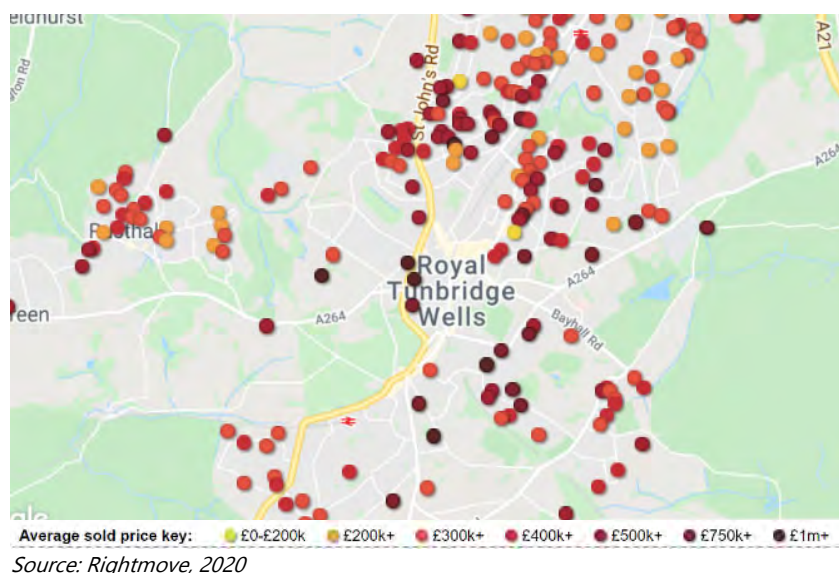 eldhurst
A21
St John's Rd
A264
Rusthall
Royal
Tunbridge
Wells
A264
een
A264
Bayhall Rd
Average sold price key: £0-£200k £200k+ £300k+ £400k+ £500k+ £750k+ £1m+
Source: Rightmove, 2020